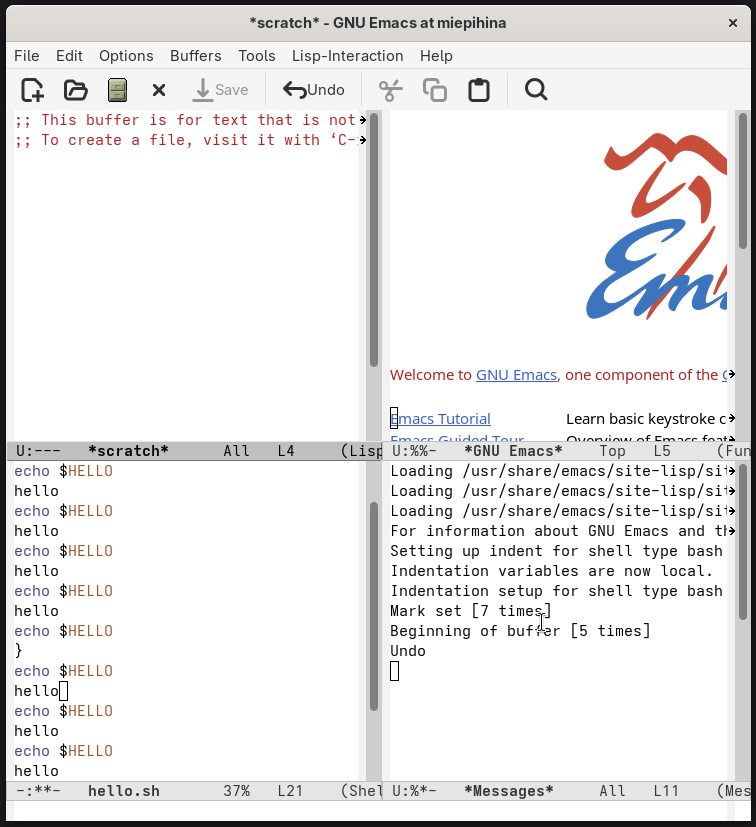 *scratch* - GNU Emacs at miepihina
File Edit Options Buffers Tools Lisp-Interaction Help
Save Undo
;; This buffer is for text that is not
;; To create a file, visit it with ‘C-
U:--- *scratch* All L4 (Lisp
Welcome to GNU Emacs, one component of the G
Emacs Tutorial Learn basic keystroke c
Emacs Guided Tour Overview of Emacs feat
U:%%- *GNU Emacs* Top L5 (Fun
echo $HELLO
hello
echo $HELLO
hello
echo $HELLO
hello
echo $HELLO
hello
echo $HELLO
}
echo $HELLO
hello
echo $HELLO
hello
echo $HELLO
hello
-:**- hello.sh 37% L21 (Shel
Loading /usr/share/emacs/site-lisp/sit
Loading /usr/share/emacs/site-lisp/sit
Loading /usr/share/emacs/site-lisp/sit
For information about GNU Emacs and th
Setting up indent for shell type bash
Indentation variables are now local.
Indentation setup for shell type bash
Mark set [7 times]
Beginning of buffer [5 times]
Undo
U:%*- *Messages* All L11 (Mes